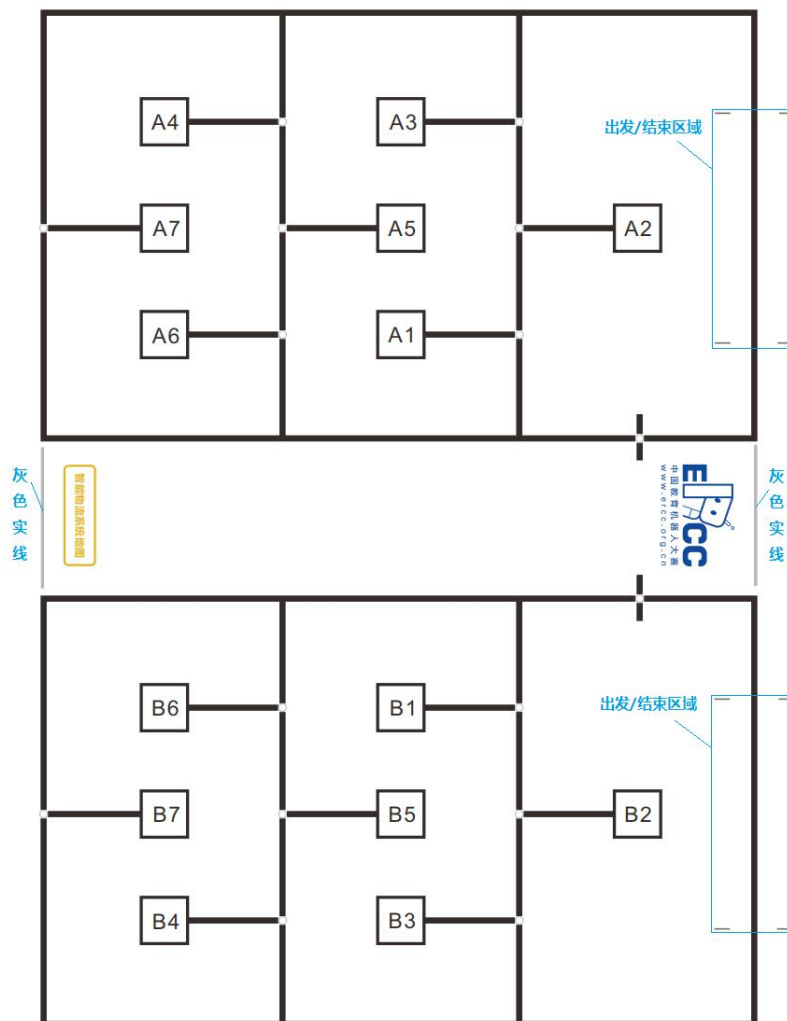 A4
A3
出发/结束区域
A7
A5
A2
A6
A1
灰色实线
智能物流系统地图
ERCC
中国教育机器人大赛
www.ercc.org.cn
灰色实线
B6
B1
出发/结束区域
B7
B5
B2
B4
B3